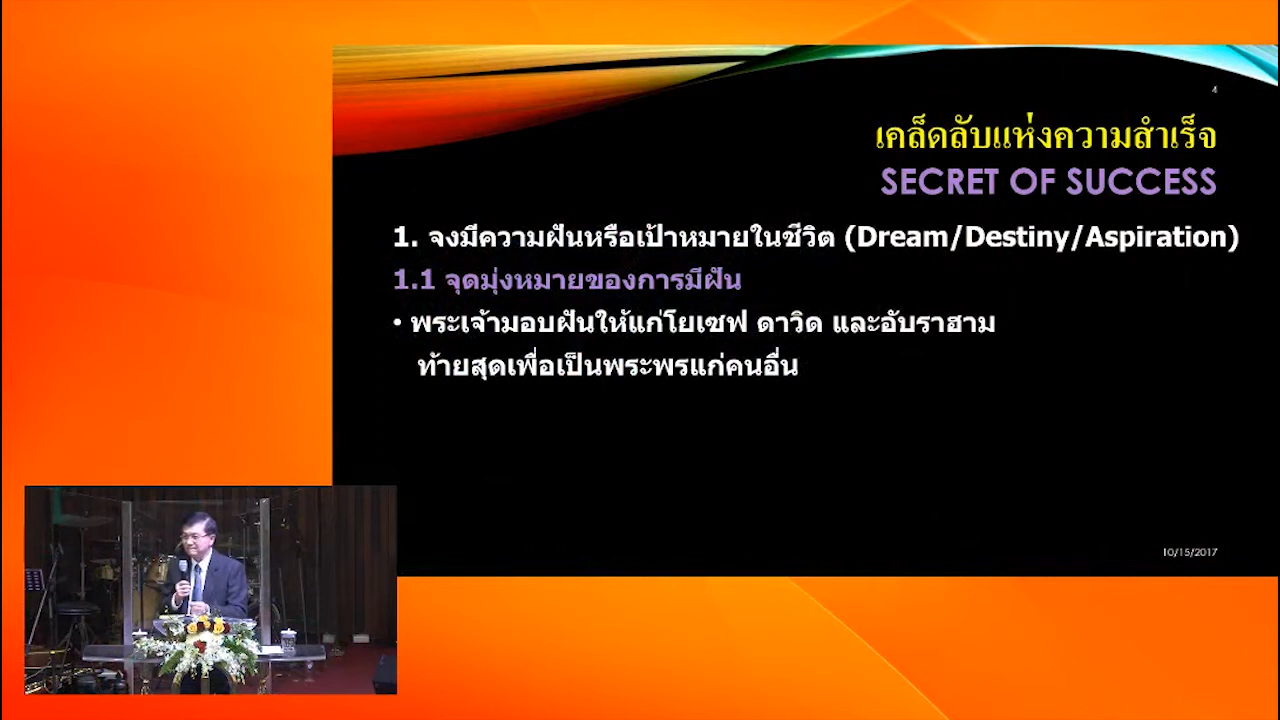 4
เคล็ดลับแห่งความสำเร็จ
SECRET OF SUCCESS
1. จงมีความฝันหรือเป้าหมายในชีวิต (Dream/Destiny/Aspiration)
1.1 จุดมุ่งหมายของการมีฝัน
• พระเจ้ามอบฝันให้แก่โยเซฟ ดาวิด และอับราฮาม
ท้ายสุดเพื่อเป็นพระพรแก่คนอื่น
10/15/2017